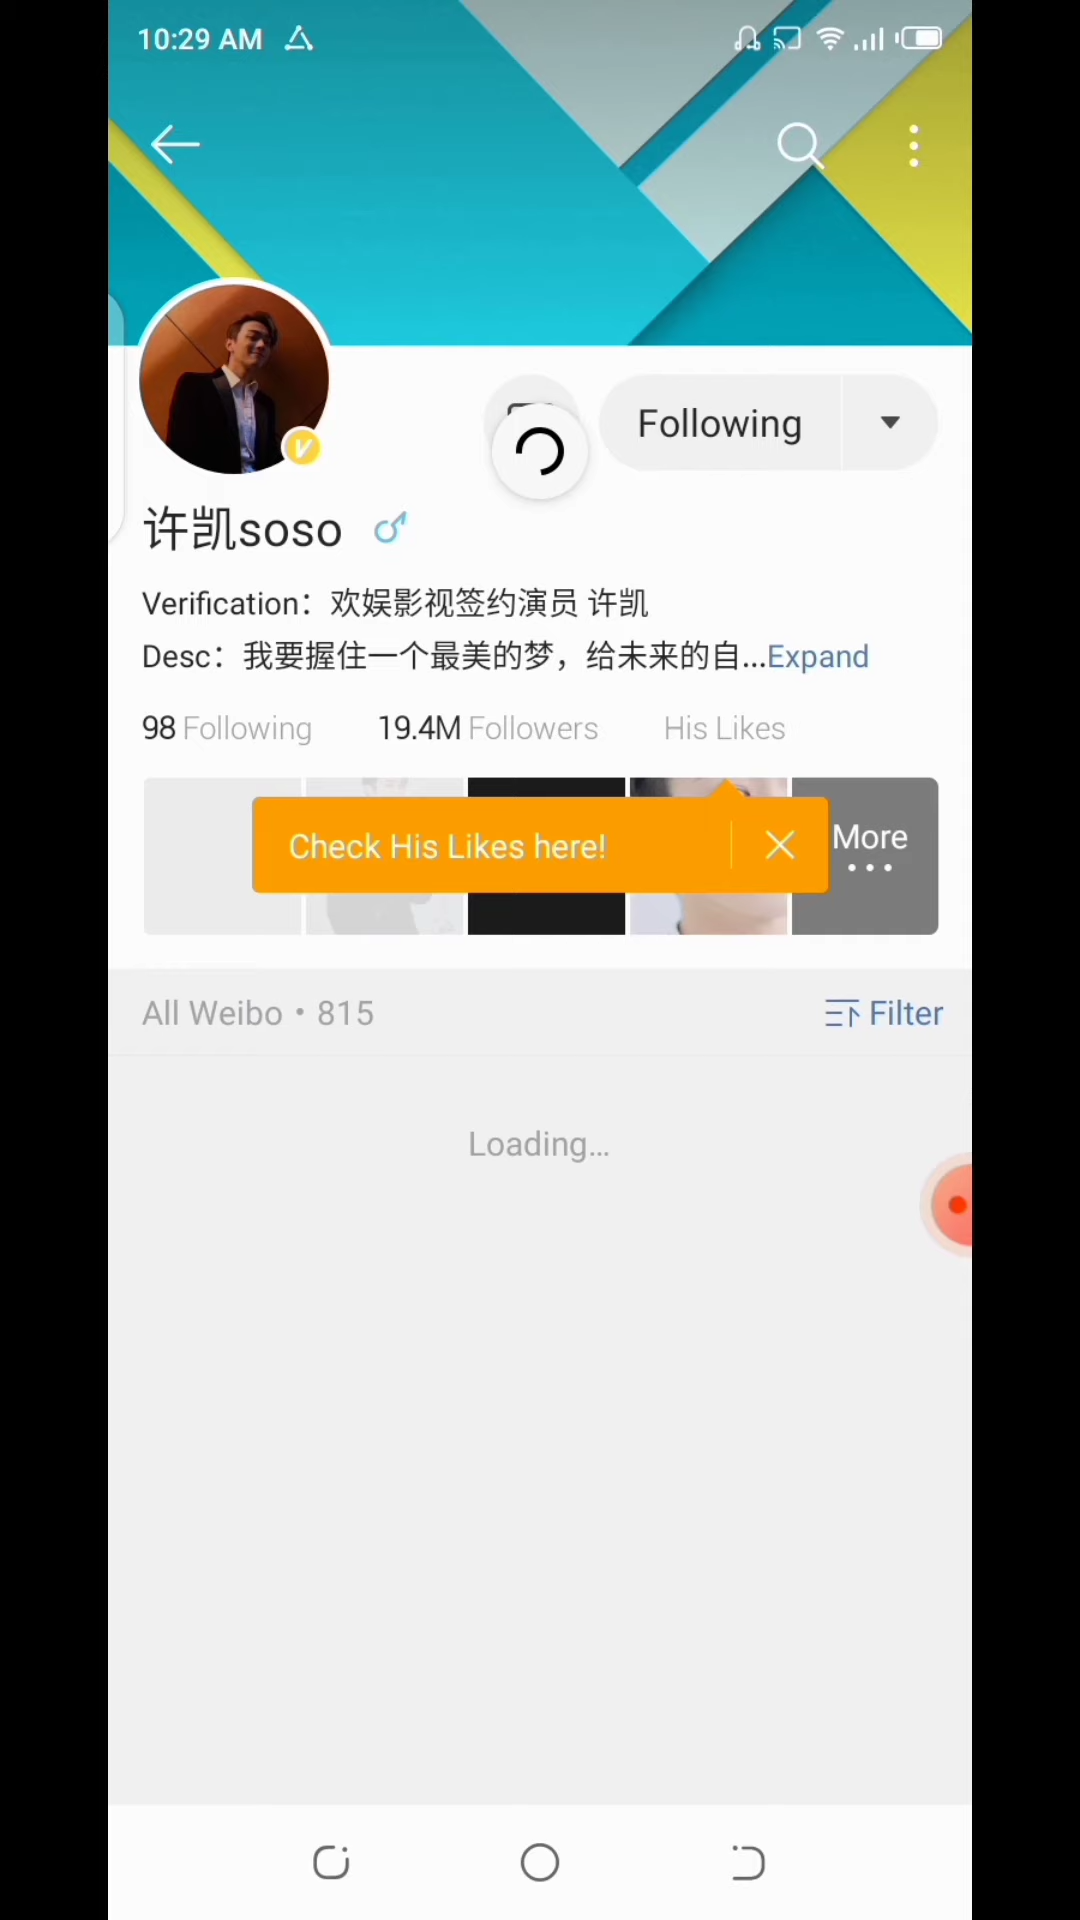 10:29 AM
Following
许凯soso
Verification：欢娱影视签约演员 许凯
Desc：我要握住一个最美的梦，给未来的自...Expand
98 Following 19.4M Followers His Likes
Check His Likes here!
More
All Weibo • 815 Filter
Loading...